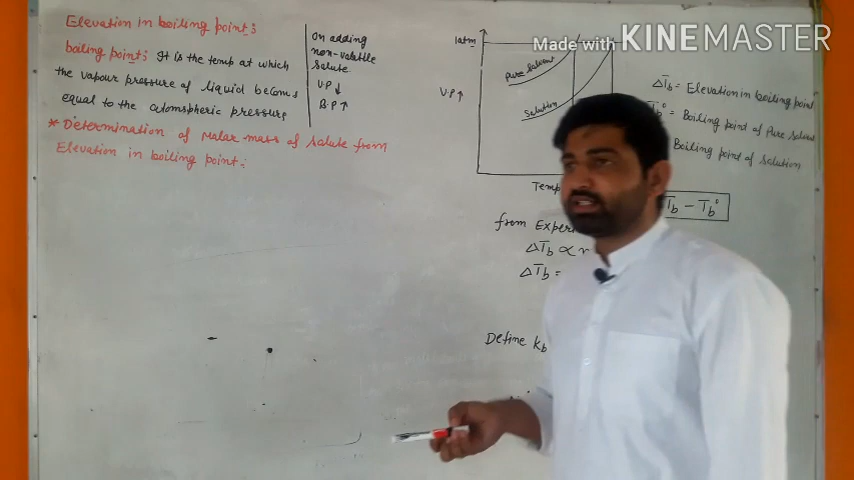 Elevation in boiling point:
boiling point: It is the temp at which
the vapour pressure of liquid becomes
equal to the atomspheric pressure
On adding
non-volatile
solute
V.P ↓
B.P ↑
* Determination of Molar mass of solute from
Elevation in boiling point:
Made with KINEMASTER
1atm
V.P ↑
Pure solvent
Solution
Temp
ΔTb = Elevation in boiling point
Tb° = Boiling point of Pure solvent
Boiling point of solution
Tb - Tb°
from Exper
ΔTb ∝
ΔTb =
Define Kb